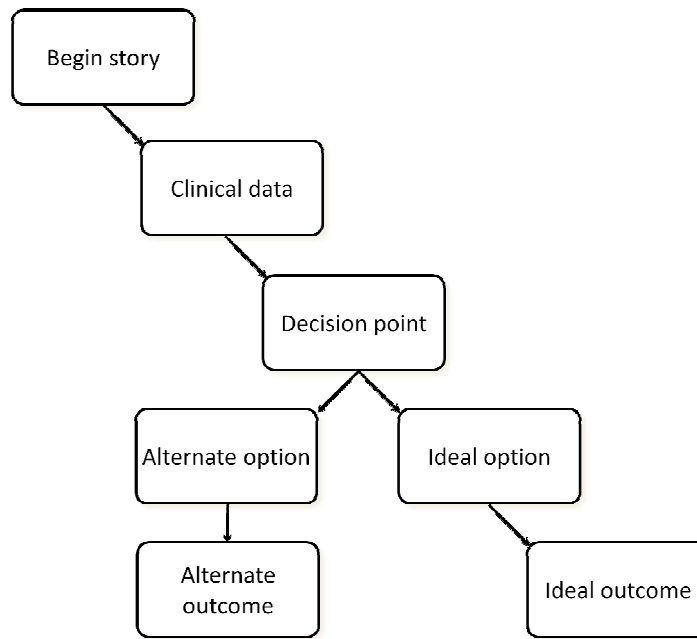 Begin story
Clinical data
Decision point
Alternate option
Ideal option
Alternate
outcome
Ideal outcome